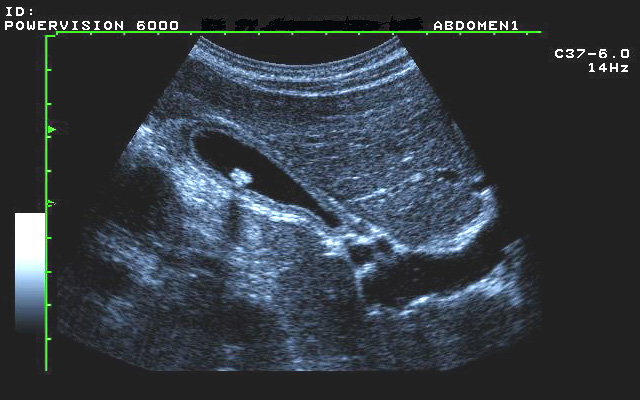 ID:
POWERVISION 6000 ABDOMEN1
C37-6.0
14Hz